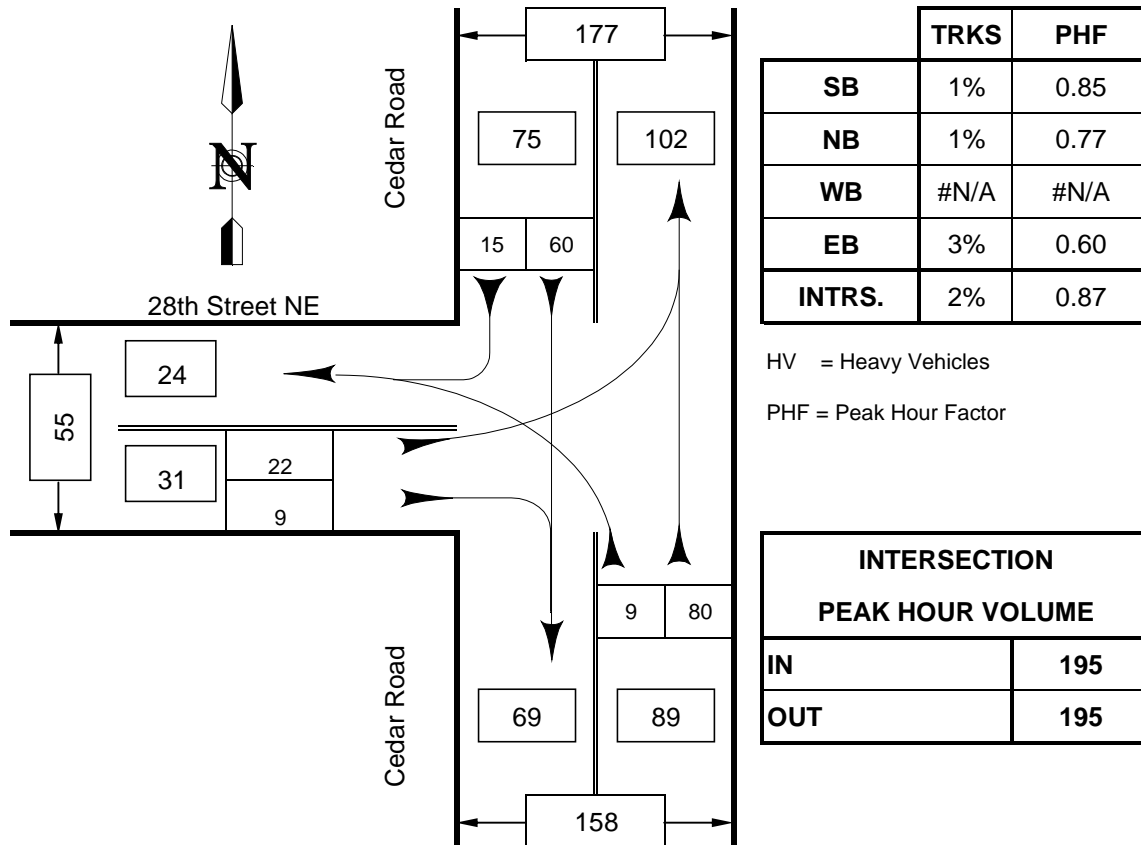 177
TRKS PHF
SB 1% 0.85
NB 1% 0.77
WB #N/A #N/A
EB 3% 0.60
INTRS. 2% 0.87
Cedar Road
75 102
N
15 60
28th Street NE
24
55
31
22
9
HV = Heavy Vehicles
PHF = Peak Hour Factor
INTERSECTION
PEAK HOUR VOLUME
IN 195
OUT 195
9 80
Cedar Road
69 89
158